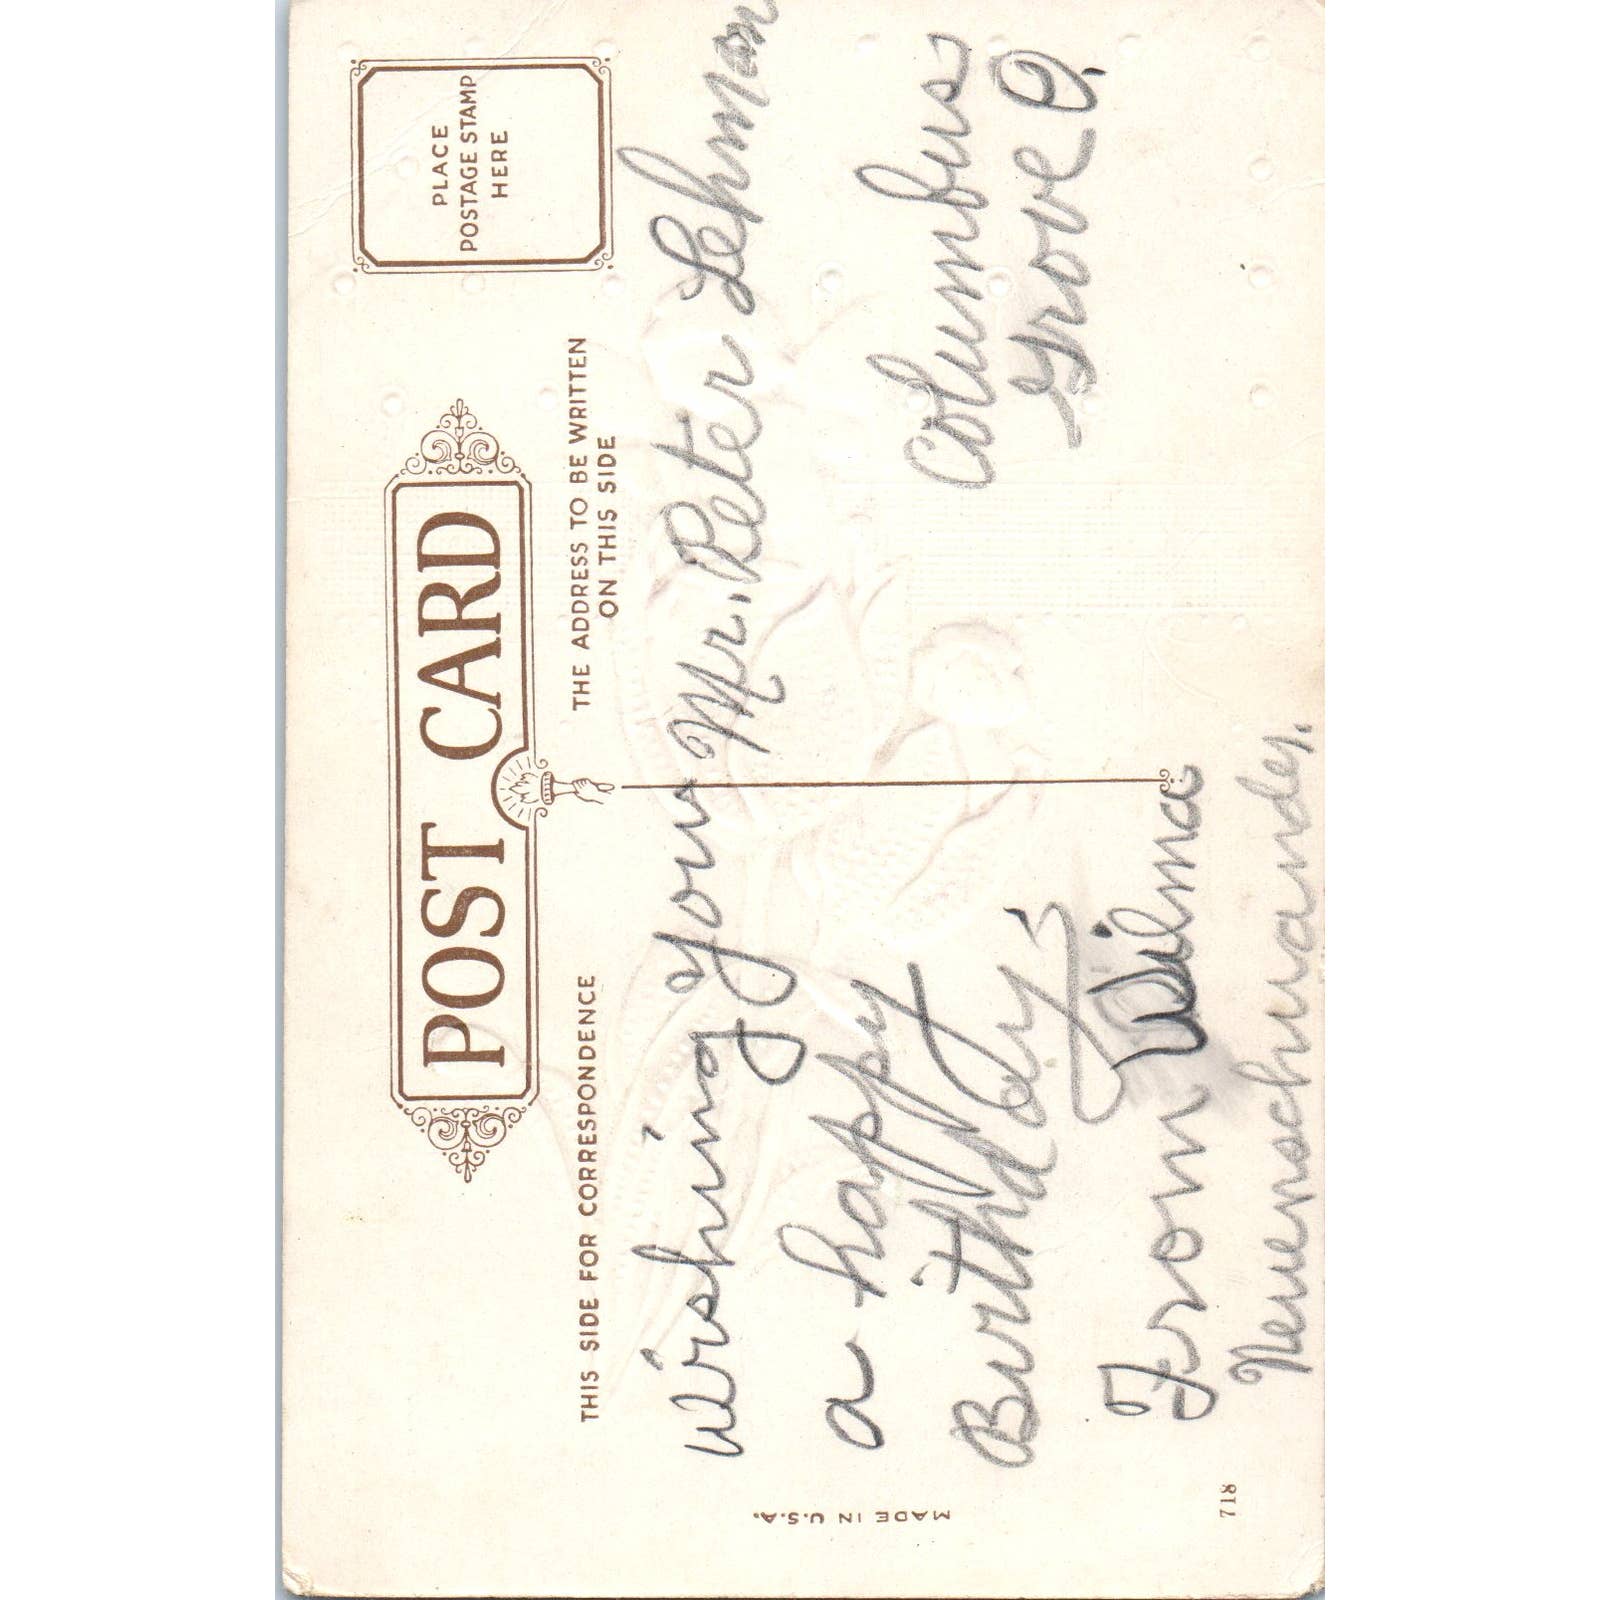 POST CARD
PLACE
POSTAGE STAMP
HERE
THIS SIDE FOR CORRESPONDENCE
THE ADDRESS TO BE WRITTEN
ON THIS SIDE
Wishing you
a happy
Birthday
From Wilma
Nuenschwander.
Mr. Peter Lehman
Columbus
Grove O.
MADE IN U.S.A.
718